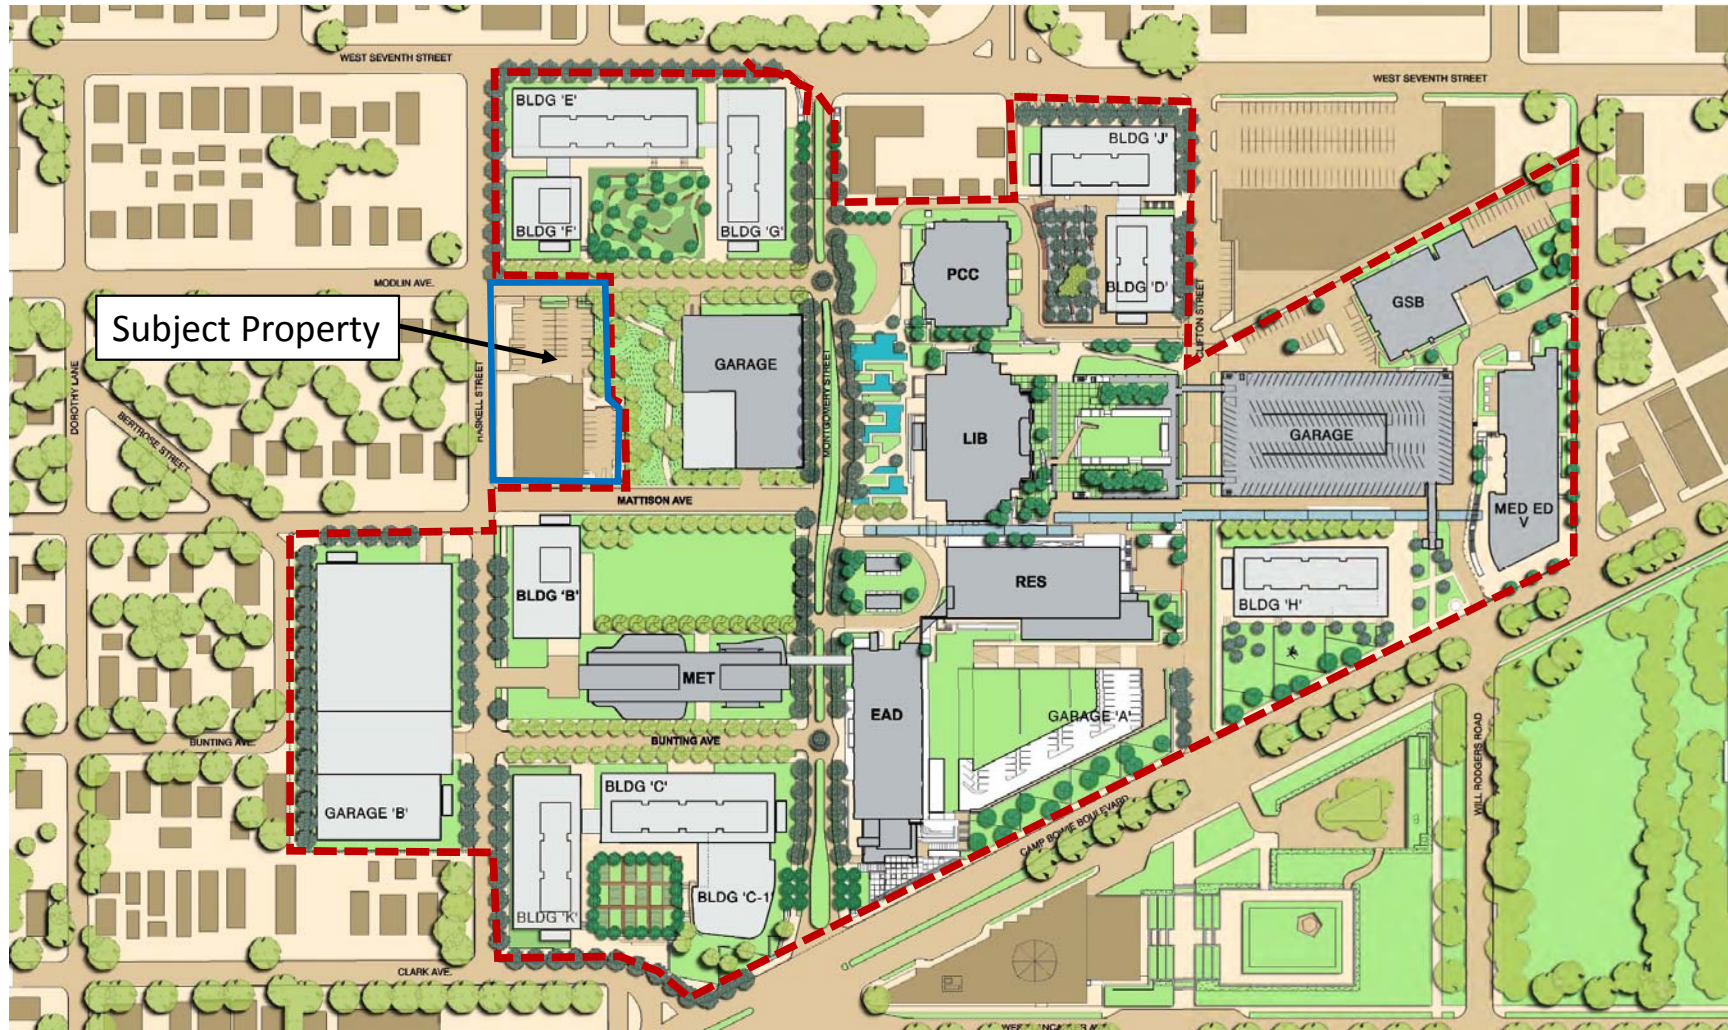 WEST SEVENTH STREET
WEST SEVENTH STREET
BLDG 'E'
BLDG 'J'
BLDG 'F'
BLDG 'G'
PCC
BLDG 'D'
MODLIN AVE.
GSB
Subject Property
CLIFTON STREET
GARAGE
DOROTHY LANE
HASKELL STREET
MONTGOMERY STREET
BERTROSE STREET
LIB
GARAGE
MATTISON AVE
MED ED
V
RES
BLDG 'B'
BLDG 'H'
MET
EAD
GARAGE 'A'
BUNTING AVE.
BUNTING AVE
WILL RODGERS ROAD
BLDG 'C'
GARAGE 'B'
CAMP BOWIE BOULEVARD
BLDG 'C-1'
BLDG 'K'
CLARK AVE.